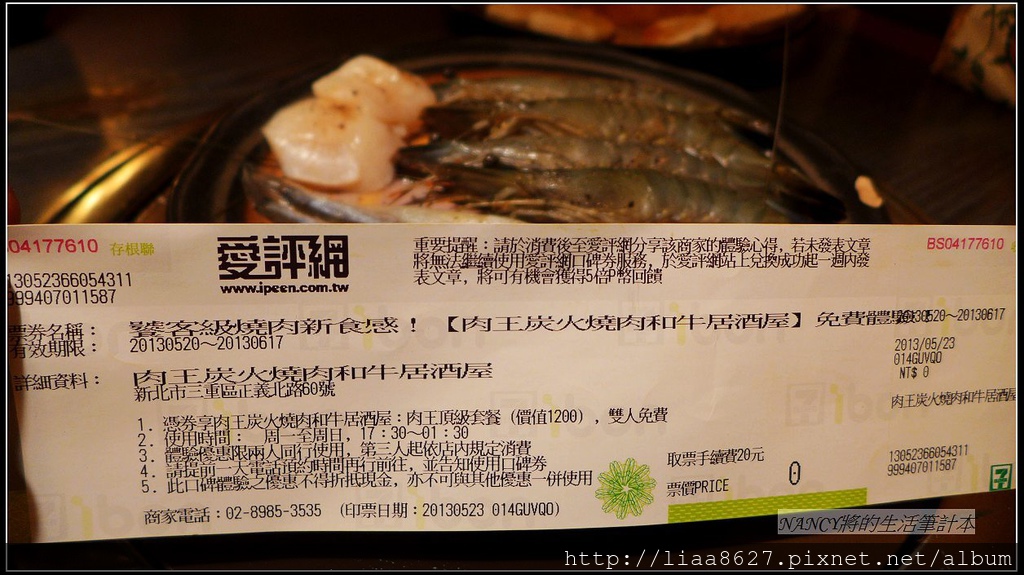 04177610 存根聯
愛評網
www.ipeen.com.tw
重要提醒：請於消費後至愛評網分享該商家的體驗心得，若未發表文章
將無法繼續使用愛評網口碑券服務，於愛評網站上兌換成功起一週內發
表文章，將可有機會獲得5倍P幣回饋
BS04177610
13052366054311
999407011587
票券名稱： 饕客級燒肉新食感！【肉王炭火燒肉和牛居酒屋】免費體驗
有效期限： 20130520～20130617
20130520～20130617
2013/05/23
014GUVQ0
NT$ 0
詳細資料： 肉王炭火燒肉和牛居酒屋
新北市三重區正義北路60號
肉王炭火燒肉和牛居酒屋
1. 憑券享肉王炭火燒肉和牛居酒屋：肉王頂級套餐（價值1200），雙人免費
2. 使用時間： 周一至周日，17：30～01：30
3. 體驗優惠限兩人同行使用，第三人起依店內規定消費
4. 請提前一天電話預約時間再行前往，並告知使用口碑券
5. 此口碑體驗之優惠不得折抵現金，亦不可與其他優惠一併使用
商家電話：02-8985-3535 （印票日期：20130523 014GUVQ0）
取票手續費20元
票價PRICE 0
13052366054311
999407011587
NANCY將的生活筆計本
http://liaa8627.pixnet.net/album